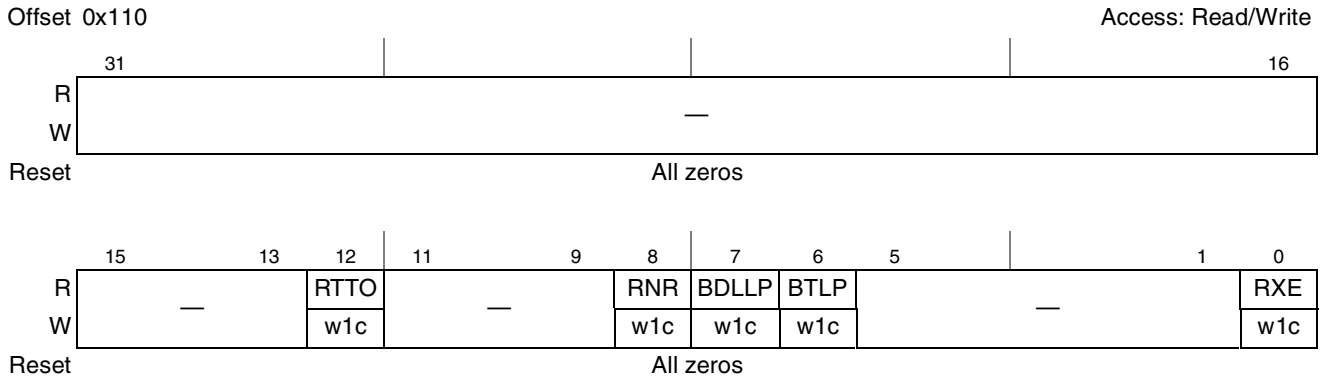 Offset 0x110 Access: Read/Write
31 16
R
—
W
Reset All zeros
15 13 12 11 9 8 7 6 5 1 0
R RTTO RNR BDLLP BTLP RXE
— — —
W w1c w1c w1c w1c w1c
Reset All zeros